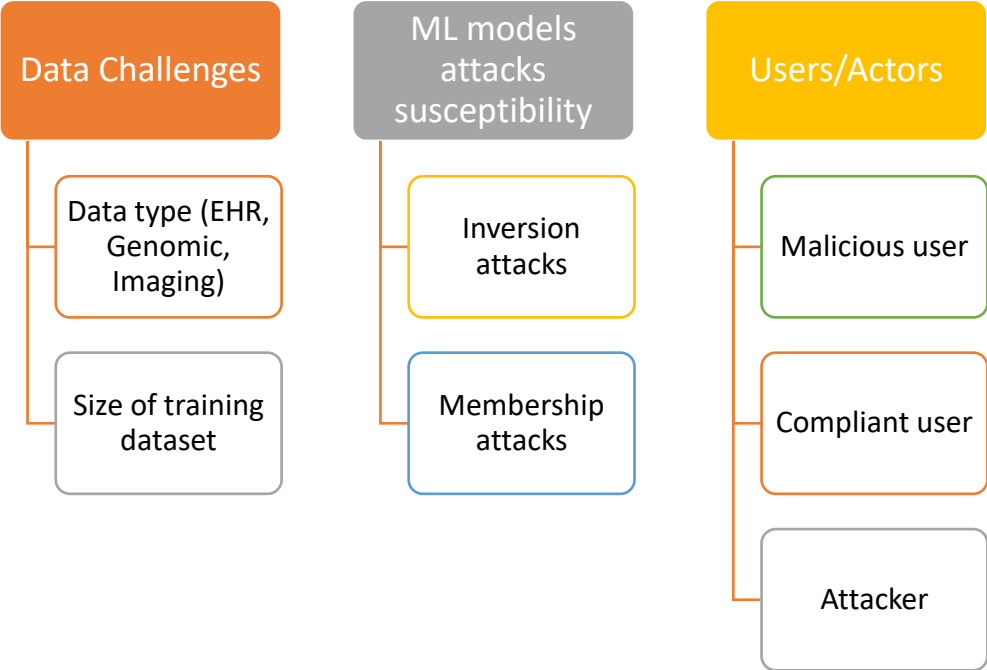 Data Challenges
Data type (EHR,
Genomic,
Imaging)
Size of training
dataset
ML models
attacks
susceptibility
Inversion
attacks
Membership
attacks
Users/Actors
Malicious user
Compliant user
Attacker